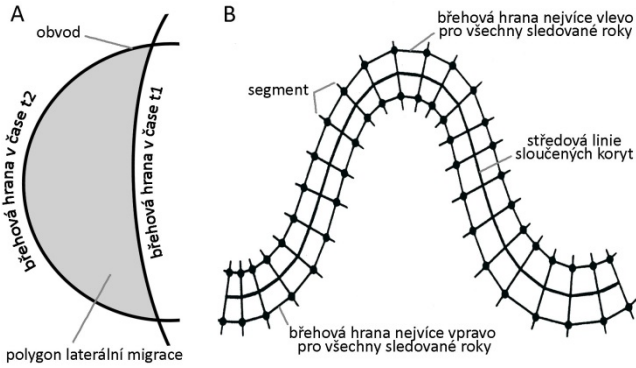 A
obvod
břehová hrana v čase t2
břehová hrana v čase t1
polygon laterální migrace
B
břehová hrana nejvíce vlevo
pro všechny sledované roky
segment
středová linie
sloučených koryt
břehová hrana nejvíce vpravo
pro všechny sledované roky